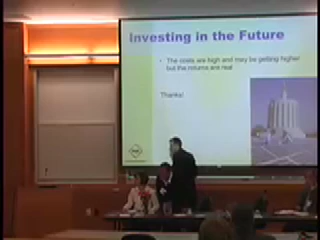 Investing in the Future
• The costs are high and may be getting higher
but the returns are real
Thanks!